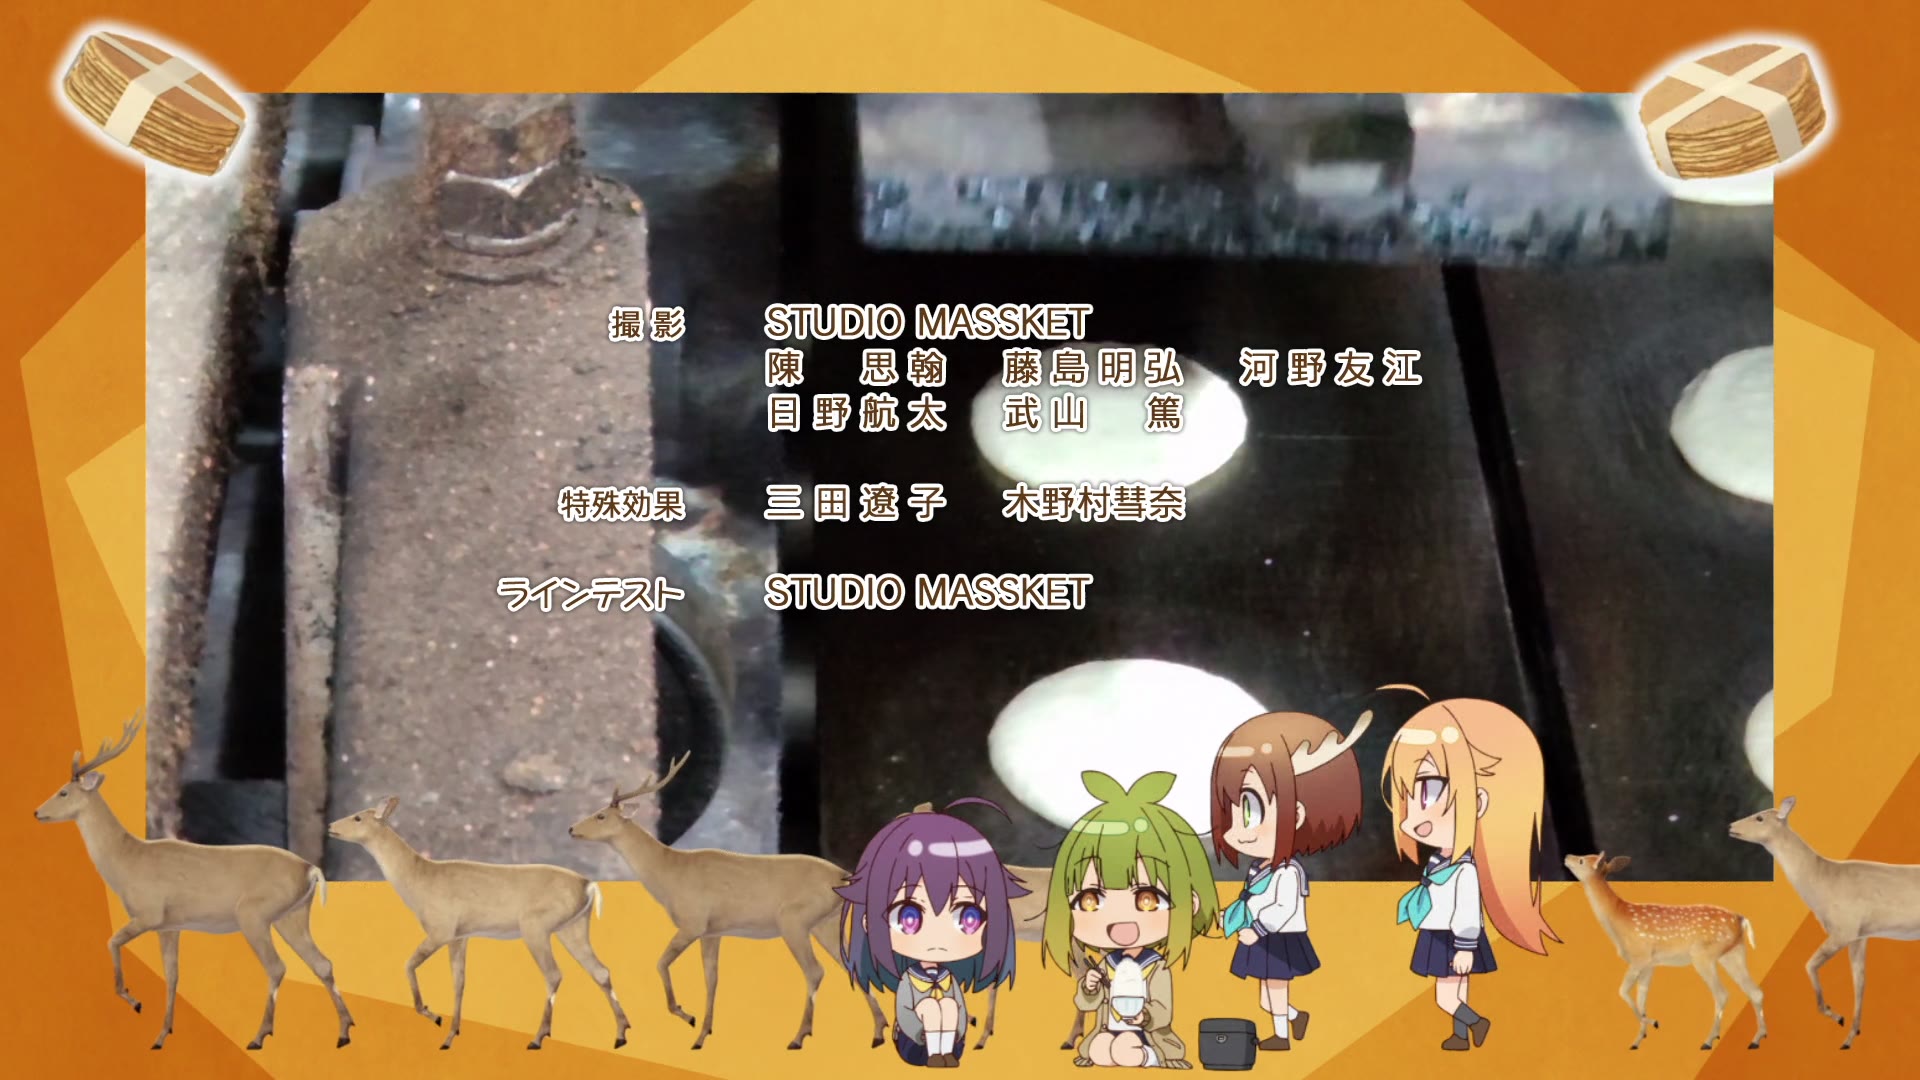 撮影 STUDIO MASSKET
陳 思翰 藤島明弘 河野友江
日野航太 武山 篤
特殊効果 三田遼子 木野村彗奈
ラインテスト STUDIO MASSKET